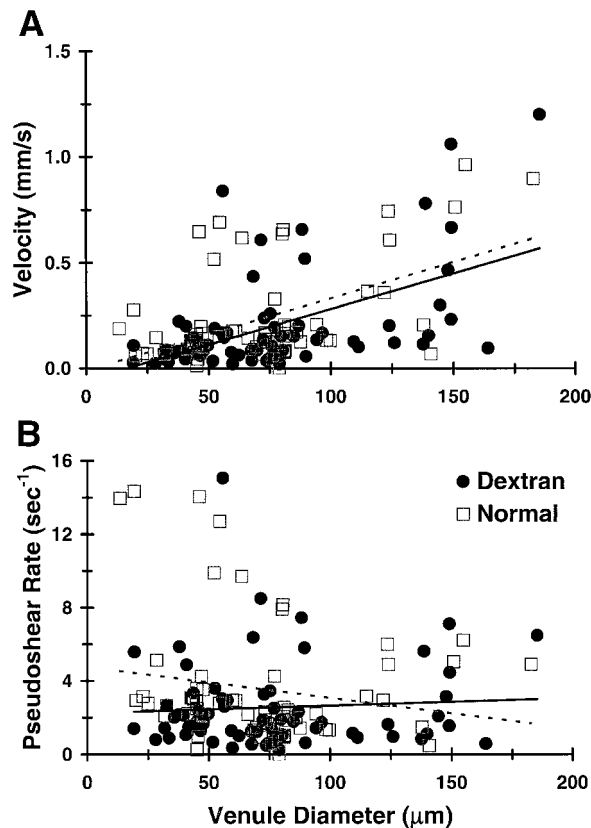 A
1.5
1.0
0.5
0.0
Velocity (mm/s)
0 50 100 150 200
B
16
12
8
4
0
Pseudoshear Rate (sec⁻¹)
Dextran
Normal
0 50 100 150 200
Venule Diameter (μm)